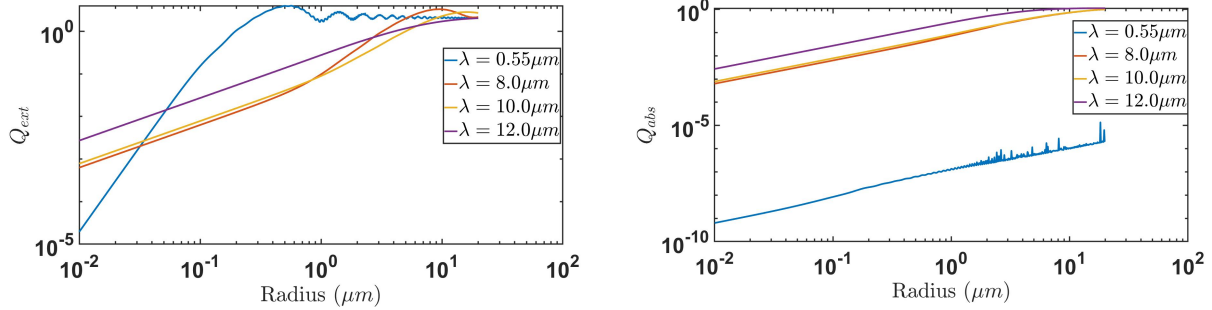 10^0
10^-5
Q_ext
10^-2 10^-1 10^0 10^1 10^2
Radius (μm)
λ = 0.55μm
λ = 8.0μm
λ = 10.0μm
λ = 12.0μm
10^0
10^-5
10^-10
Q_abs
10^-2 10^-1 10^0 10^1 10^2
Radius (μm)
λ = 0.55μm
λ = 8.0μm
λ = 10.0μm
λ = 12.0μm